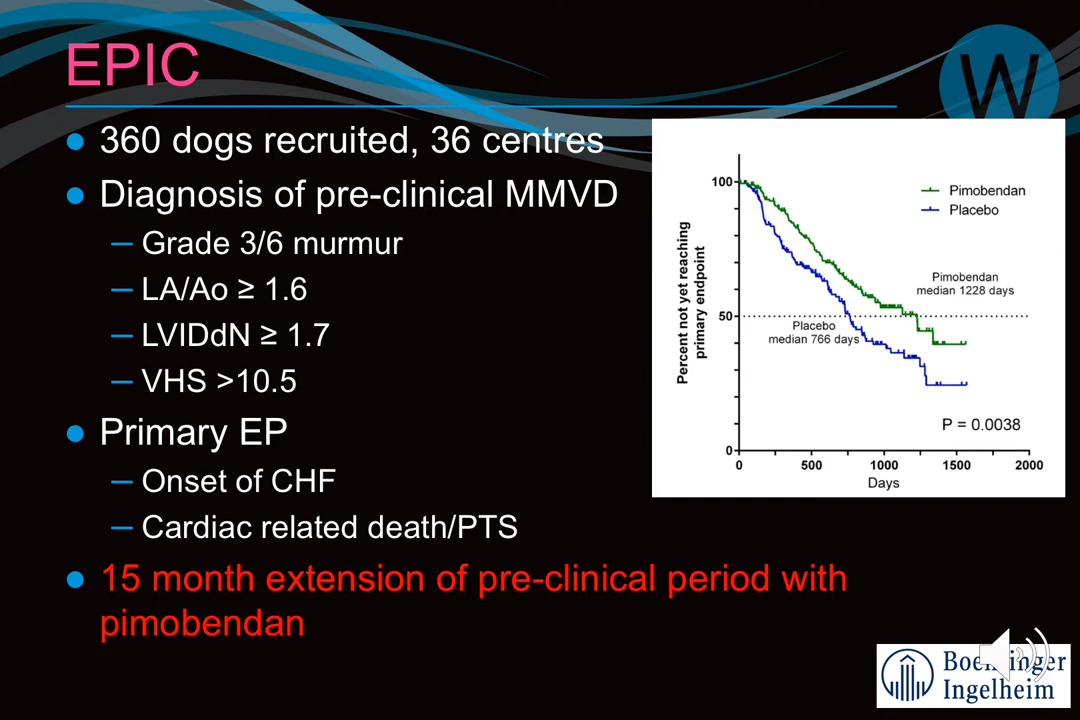 EPIC
W
● 360 dogs recruited, 36 centres
● Diagnosis of pre-clinical MMVD
– Grade 3/6 murmur
– LA/Ao ≥ 1.6
– LVIDdN ≥ 1.7
– VHS >10.5
● Primary EP
– Onset of CHF
– Cardiac related death/PTS
● 15 month extension of pre-clinical period with
pimobendan
Percent not yet reaching
primary endpoint
100
50
0
Pimobendan
Placebo
Pimobendan
median 1228 days
Placebo
median 766 days
P = 0.0038
0 500 1000 1500 2000
Days
Ingelheim